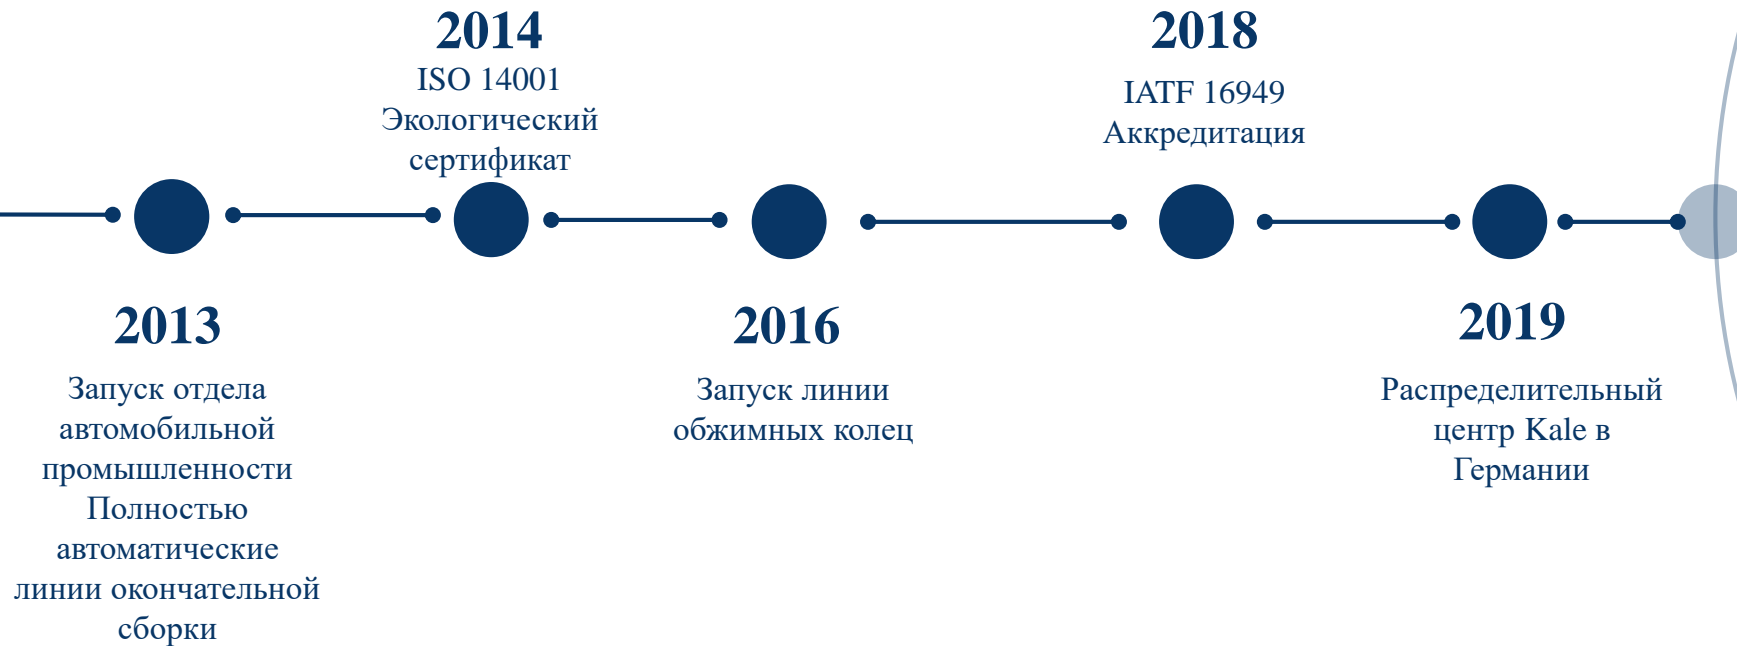 2013
Запуск отдела
автомобильной
промышленности
Полностью
автоматические
линии окончательной
сборки
2014
ISO 14001
Экологический
сертификат
2016
Запуск линии
обжимных колец
2018
IATF 16949
Аккредитация
2019
Распределительный
центр Kale в
Германии